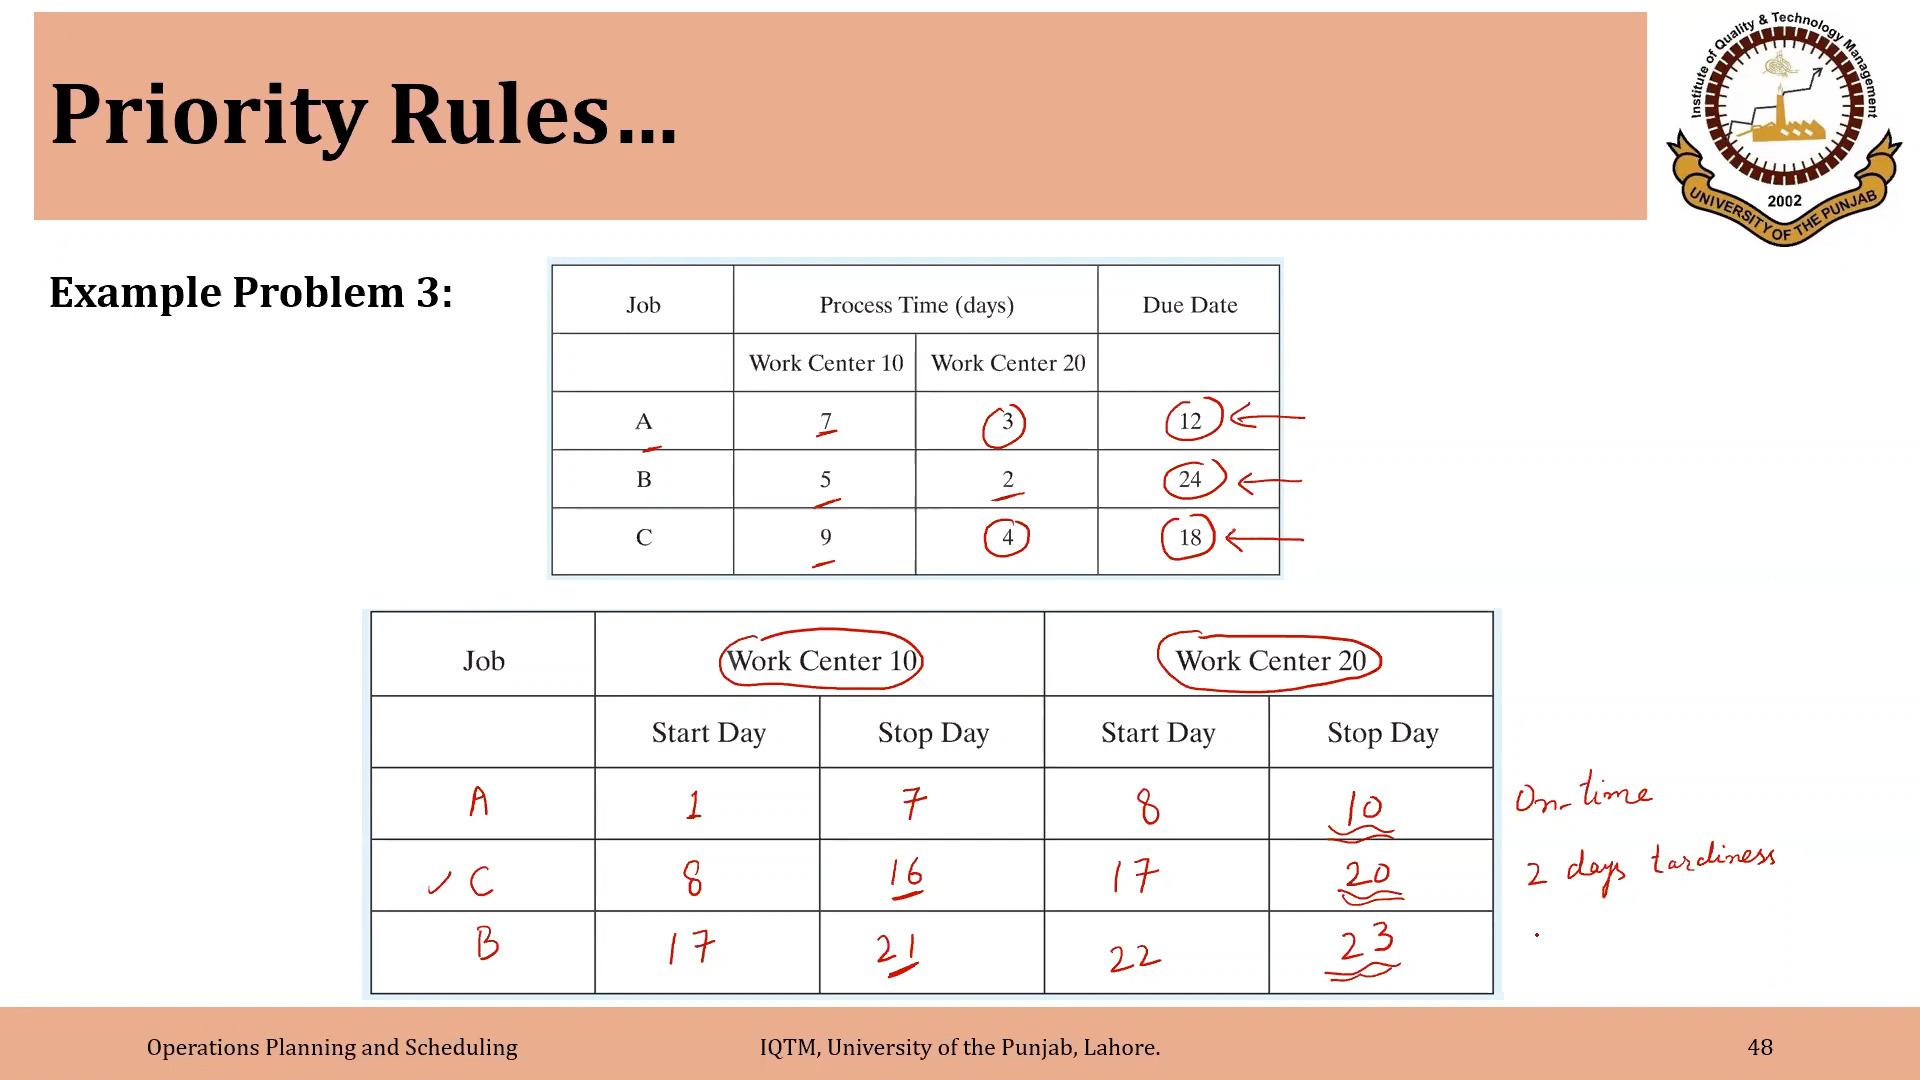 Priority Rules...
Institute of Quality & Technology Management
2002
UNIVERSITY OF THE PUNJAB
Example Problem 3:
Job Process Time (days) Due Date
Work Center 10 Work Center 20
A 7 3 12
B 5 2 24
C 9 4 18
Job Work Center 10 Work Center 20
Start Day Stop Day Start Day Stop Day
A 1 7 8 10 On-time
✓ C 8 16 17 20 2 days tardiness
B 17 21 22 23
Operations Planning and Scheduling IQTM, University of the Punjab, Lahore. 48